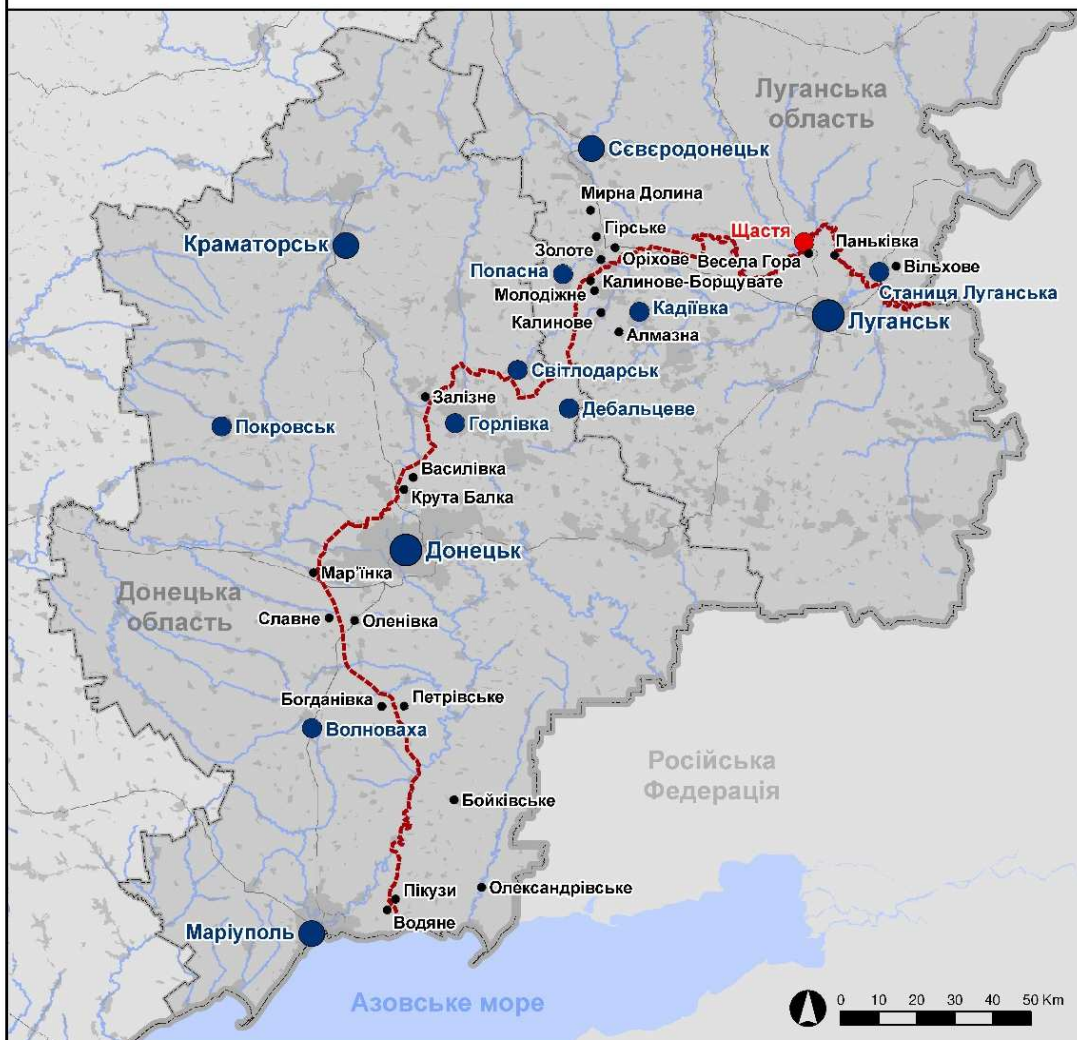 Луганська
область
Сєвєродонецьк
Мирна Долина
Краматорськ
Гірське
Щастя
Золоте
Оріхове
Весела Гора
Паньківка
Попасна
Вільхове
Калинове-Борщувате
Станиця Луганська
Молодіжне
Кадіївка
Калинове
Луганськ
Алмазна
Світлодарськ
Залізне
Дебальцеве
Покровськ
Горлівка
Василівка
Крута Балка
Донецьк
Мар'їнка
Донецька
область
Славне
Оленівка
Богданівка
Петрівське
Волноваха
Російська
Федерація
Бойківське
Пікузи
Олександрівське
Водяне
Маріуполь
Азовське море
0 10 20 30 40 50 Km